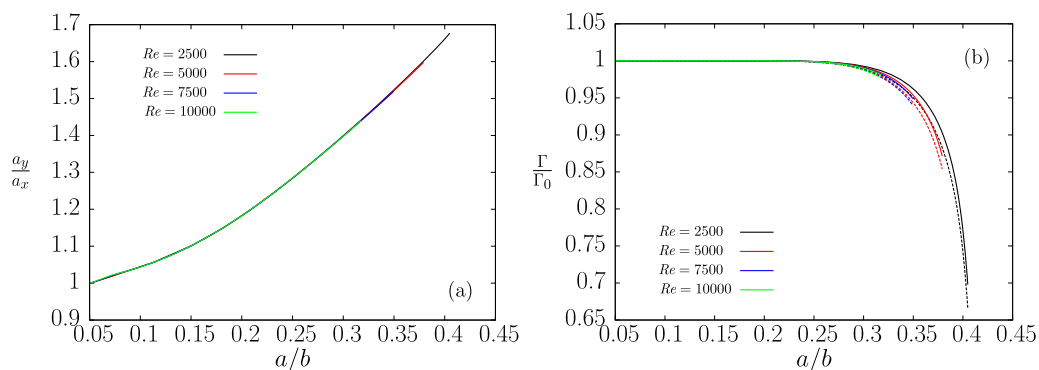 1.7
1.6
1.5
1.4
1.3
1.2
1.1
1
0.9
a_y
a_x
Re = 2500
Re = 5000
Re = 7500
Re = 10000
(a)
0.05 0.1 0.15 0.2 0.25 0.3 0.35 0.4 0.45
a/b
1.05
1
0.95
0.9
0.85
0.8
0.75
0.7
0.65
Γ
Γ_0
(b)
Re = 2500
Re = 5000
Re = 7500
Re = 10000
0.05 0.1 0.15 0.2 0.25 0.3 0.35 0.4 0.45
a/b